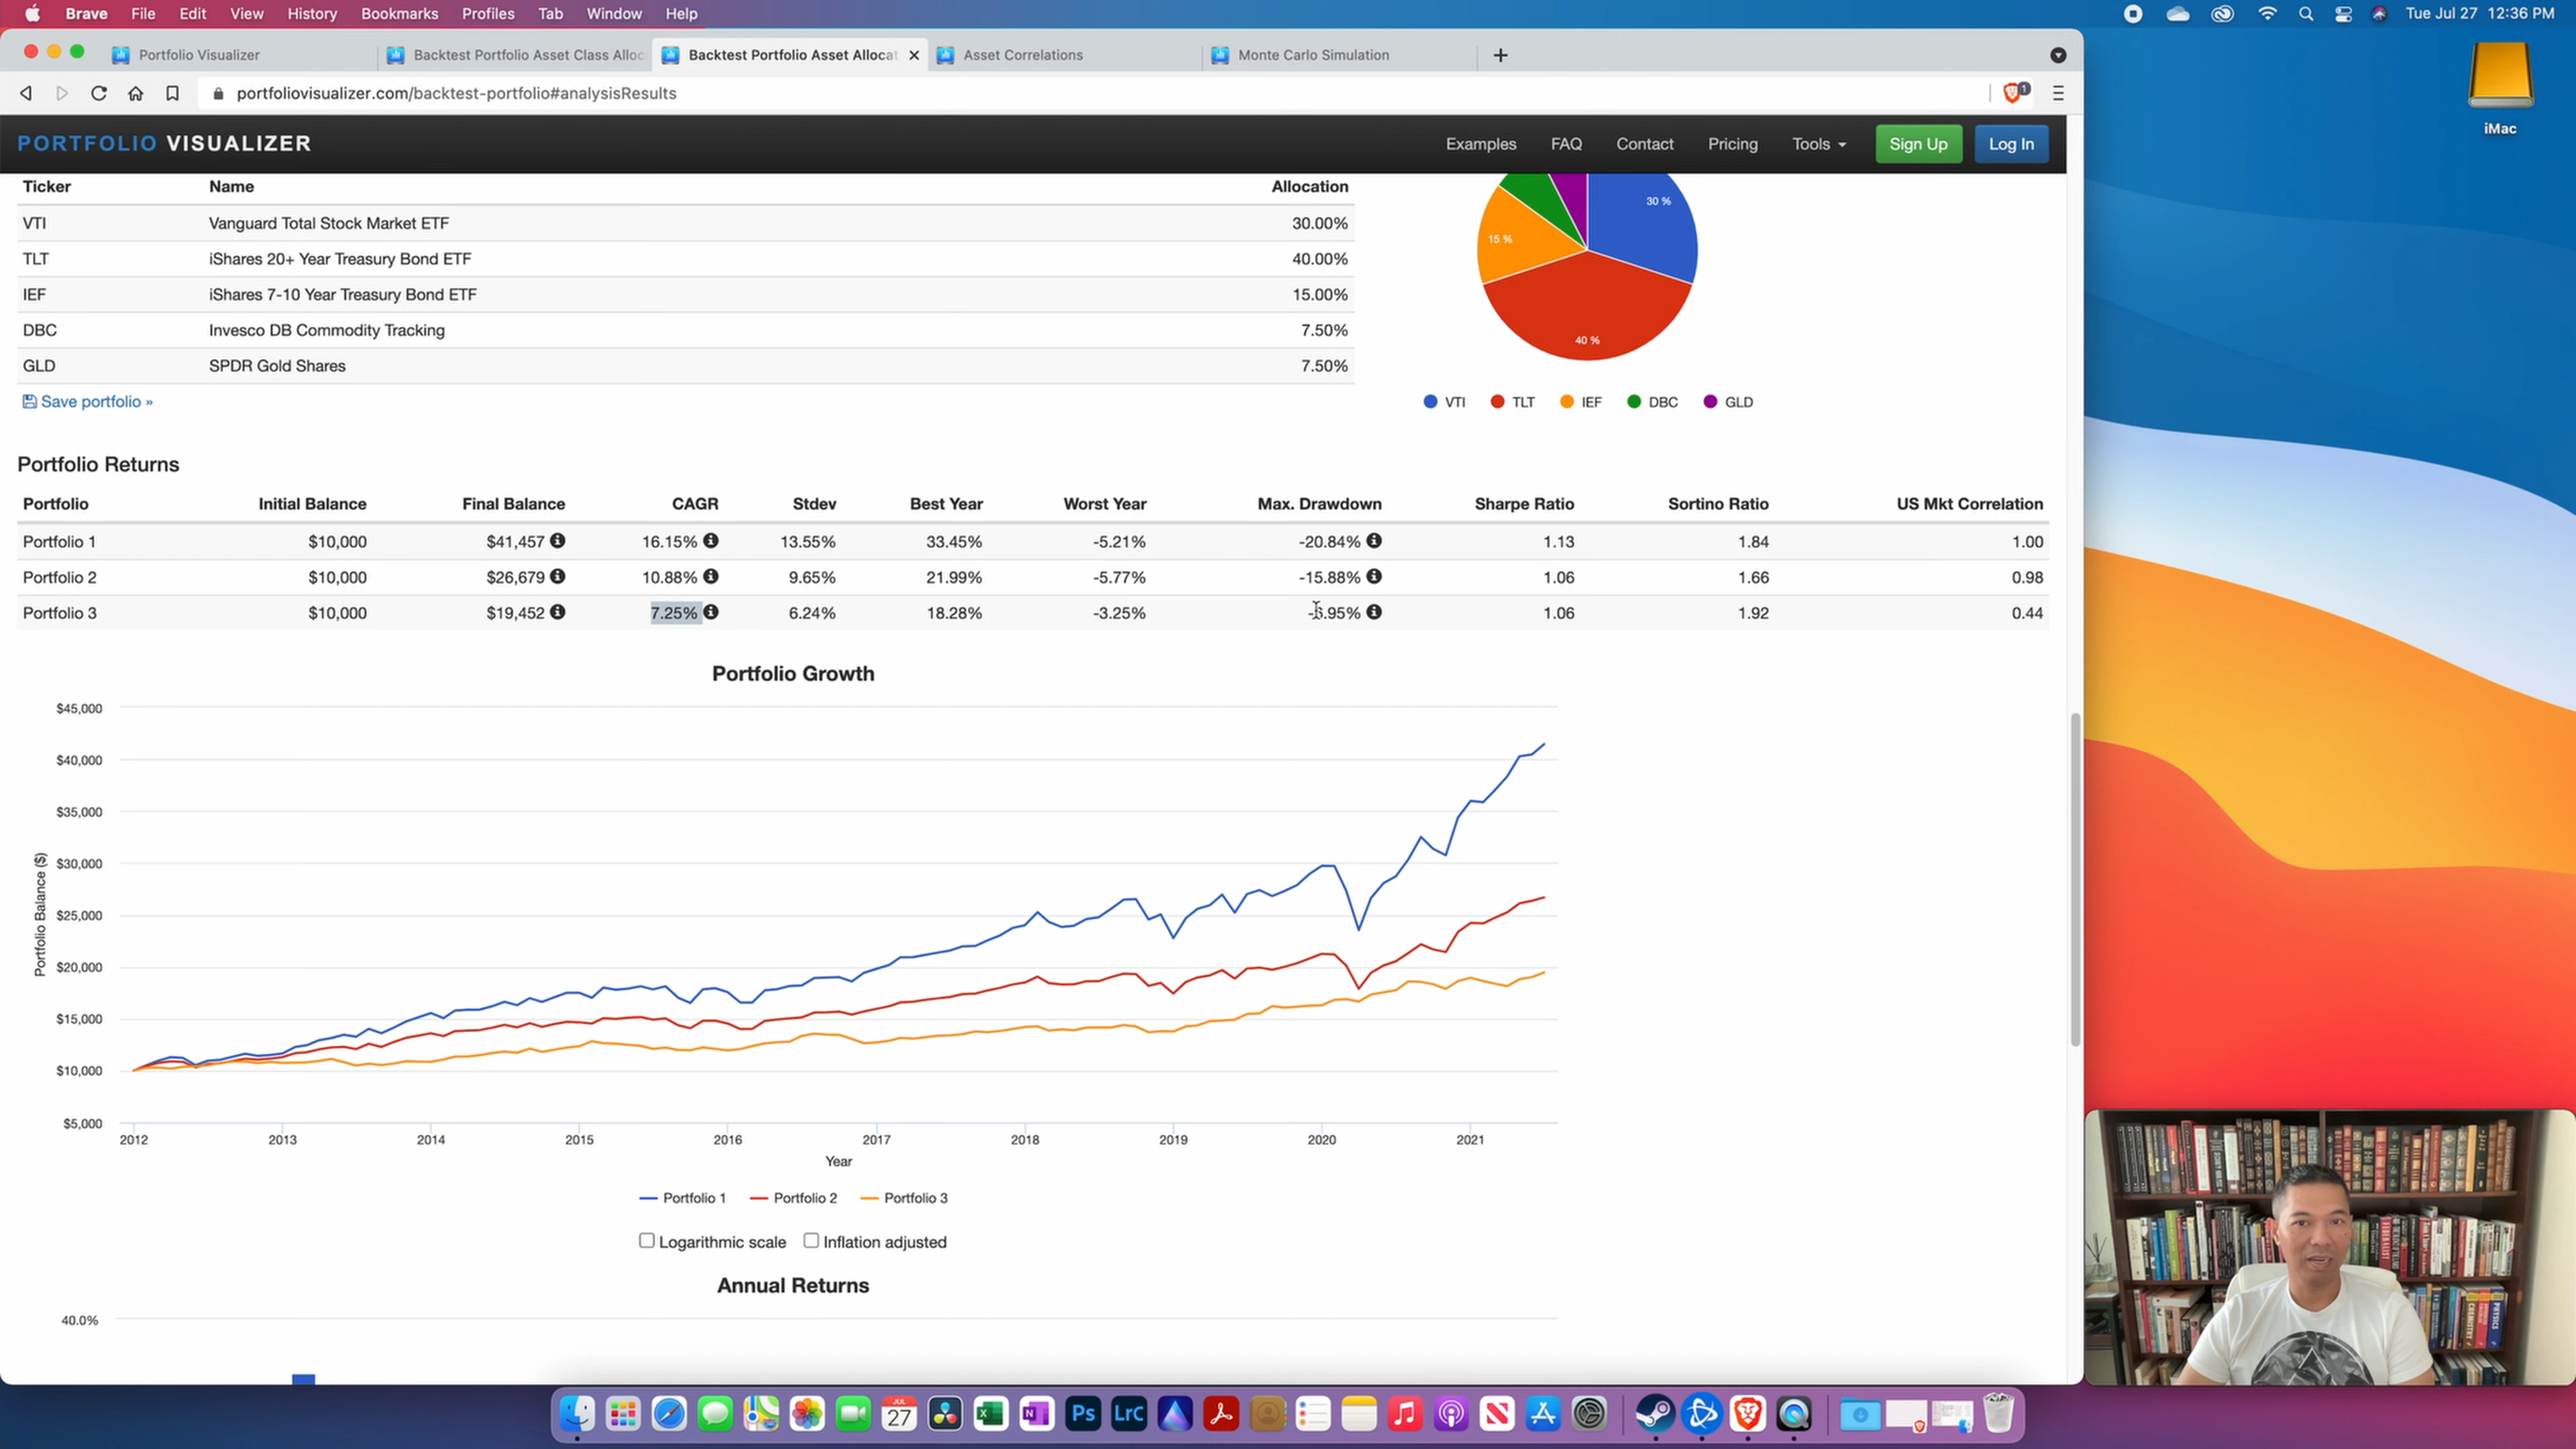 Brave File Edit View History Bookmarks Profiles Tab Window Help Tue Jul 27 12:36 PM
Portfolio Visualizer Backtest Portfolio Asset Class Alloc Backtest Portfolio Asset Allocat Asset Correlations Monte Carlo Simulation
portfoliovisualizer.com/backtest-portfolio#analysisResults 1
iMac
PORTFOLIO VISUALIZER Examples FAQ Contact Pricing Tools Sign Up Log In
Ticker Name Allocation
VTI Vanguard Total Stock Market ETF 30.00%
TLT iShares 20+ Year Treasury Bond ETF 40.00%
IEF iShares 7-10 Year Treasury Bond ETF 15.00%
DBC Invesco DB Commodity Tracking 7.50%
GLD SPDR Gold Shares 7.50%
Save portfolio »
30 %
15 %
40 %
VTI TLT IEF DBC GLD
Portfolio Returns
Portfolio Initial Balance Final Balance CAGR Stdev Best Year Worst Year Max. Drawdown Sharpe Ratio Sortino Ratio US Mkt Correlation
Portfolio 1 $10,000 $41,457 16.15% 13.55% 33.45% -5.21% -20.84% 1.13 1.84 1.00
Portfolio 2 $10,000 $26,679 10.88% 9.65% 21.99% -5.77% -15.88% 1.06 1.66 0.98
Portfolio 3 $10,000 $19,452 7.25% 6.24% 18.28% -3.25% 1.06 1.92 0.44
Portfolio Growth
$45,000
$40,000
$35,000
$30,000
$25,000
$20,000
$15,000
$10,000
$5,000
Portfolio Balance ($)
2012 2013 2014 2015 2016 2017 2018 2019 2020 2021
Year
Portfolio 1 Portfolio 2 Portfolio 3
Logarithmic scale Inflation adjusted
Annual Returns
40.0%
JUL
27
Ps LrC
CHEMISTRY
PHYSICS